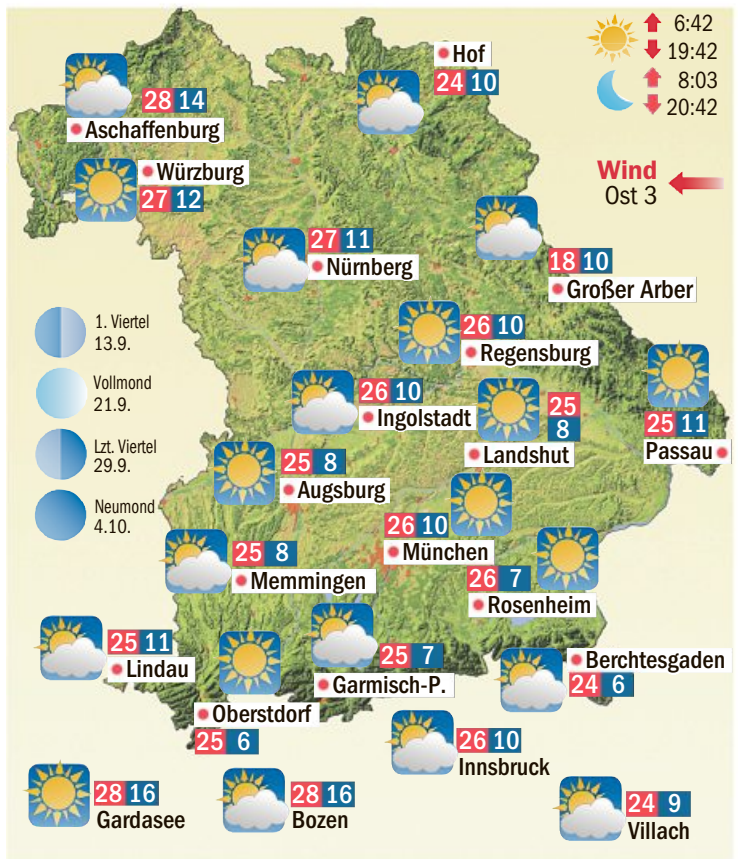 Hof
24 10
6:42
19:42
8:03
20:42
28 14
Aschaffenburg
Wind
Ost 3
Würzburg
27 12
27 11
Nürnberg
18 10
Großer Arber
1. Viertel
13.9.
Vollmond
21.9.
Lzt. Viertel
29.9.
Neumond
4.10.
26 10
Regensburg
26 10
Ingolstadt
25
8
Landshut
25 11
Passau
25 8
Augsburg
26 10
München
25 8
Memmingen
26 7
Rosenheim
25 11
Lindau
25 7
Garmisch-P.
Berchtesgaden
24 6
Oberstdorf
25 6
26 10
Innsbruck
28 16
Gardasee
28 16
Bozen
24 9
Villach